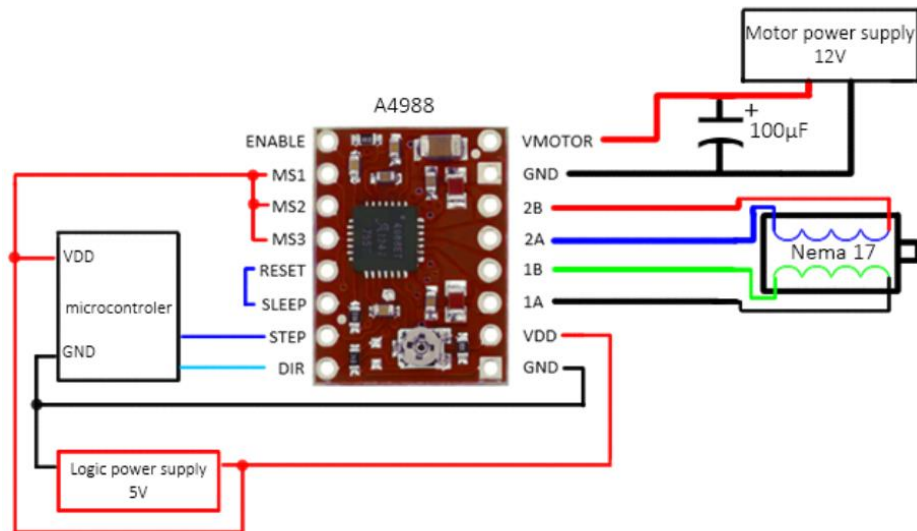 Motor power supply
12V
A4988
+
100µF
ENABLE
MS1
MS2
MS3
RESET
SLEEP
STEP
DIR
VMOTOR
GND
2B
2A
1B
1A
VDD
GND
Nema 17
VDD
microcontroler
GND
Logic power supply
5V